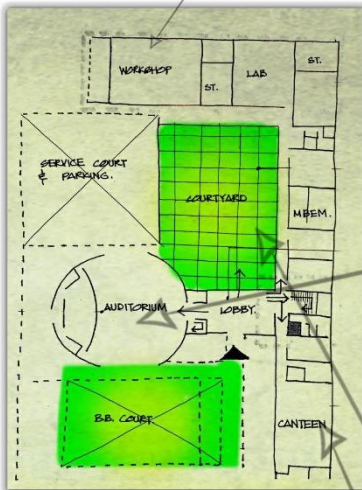 WORKSHOP
ST.
LAB
ST.
SERVICE COURT
& PARKING.
COURTYARD
MBEM.
AUDITORIUM
LOBBY.
B.B. COURT
CANTEEN